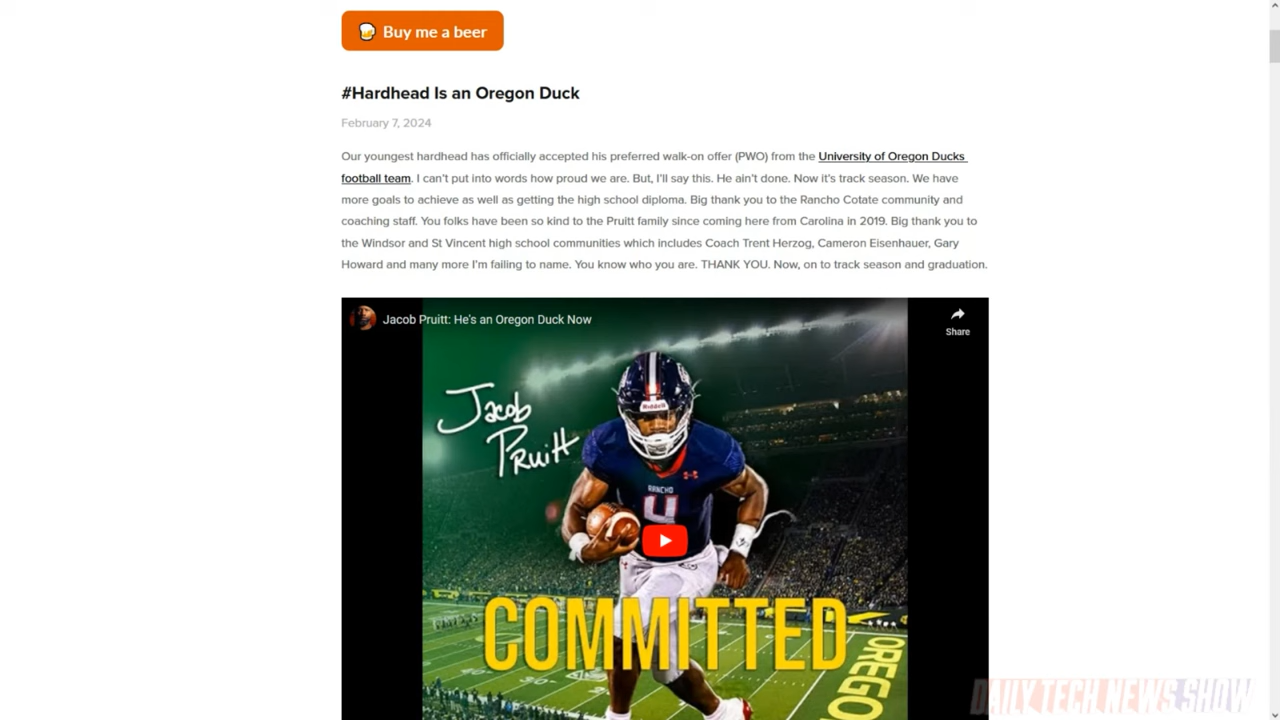 Buy me a beer
#Hardhead Is an Oregon Duck
February 7, 2024
Our youngest hardhead has officially accepted his preferred walk-on offer (PWO) from the University of Oregon Ducks
football team. I can't put into words how proud we are. But, I'll say this. He ain't done. Now it's track season. We have
more goals to achieve as well as getting the high school diploma. Big thank you to the Rancho Cotate community and
coaching staff. You folks have been so kind to the Pruitt family since coming here from Carolina in 2019. Big thank you to
the Windsor and St Vincent high school communities which includes Coach Trent Herzog, Cameron Eisenhauer, Gary
Howard and many more I'm failing to name. You know who you are. THANK YOU. Now, on to track season and graduation.
Jacob Pruitt: He's an Oregon Duck Now
Share
Jacob
Pruitt
Riddell
RANCHO
4
COMMITTED
OREGO
DAILY TECH NEWS SHOW